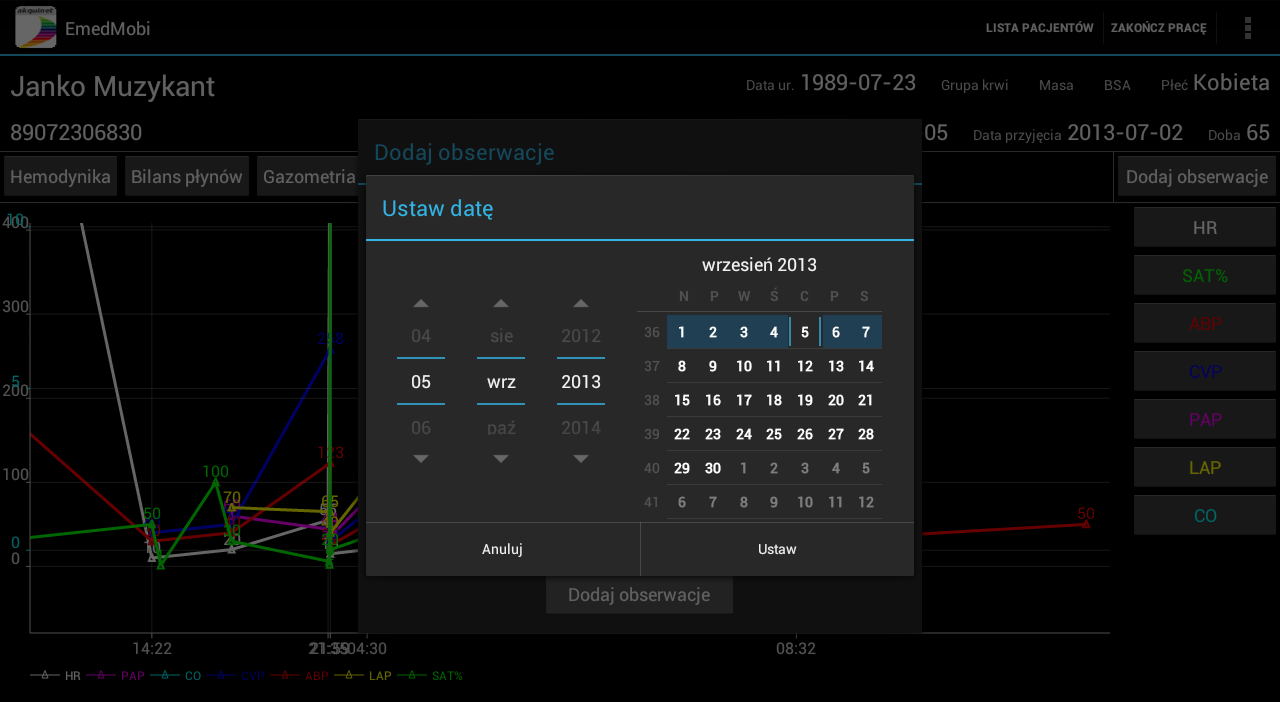 akquinet
EmedMobi
LISTA PACJENTÓW
ZAKOŃCZ PRACĘ
Janko Muzykant
Data ur. 1989-07-23
Grupa krwi
Masa
BSA
Płeć Kobieta
89072306830
05
Data przyjęcia 2013-07-02
Doba 65
Hemodynika
Bilans płynów
Gazometria
Dodaj obserwacje
Dodaj obserwacje
Ustaw datę
wrzesień 2013
N P W Ś C P S
04 sie 2012
05 wrz 2013
06 paź 2014
36 1 2 3 4 5 6 7
37 8 9 10 11 12 13 14
38 15 16 17 18 19 20 21
39 22 23 24 25 26 27 28
40 29 30 1 2 3 4 5
41 6 7 8 9 10 11 12
Anuluj
Ustaw
Dodaj obserwacje
HR
SAT%
ABP
CVP
PAP
LAP
CO
10
400
300
5
200
100
0
0
50
100
70
123
65
50
14:22
04:30
08:32
HR PAP CO CVP ABP LAP SAT%